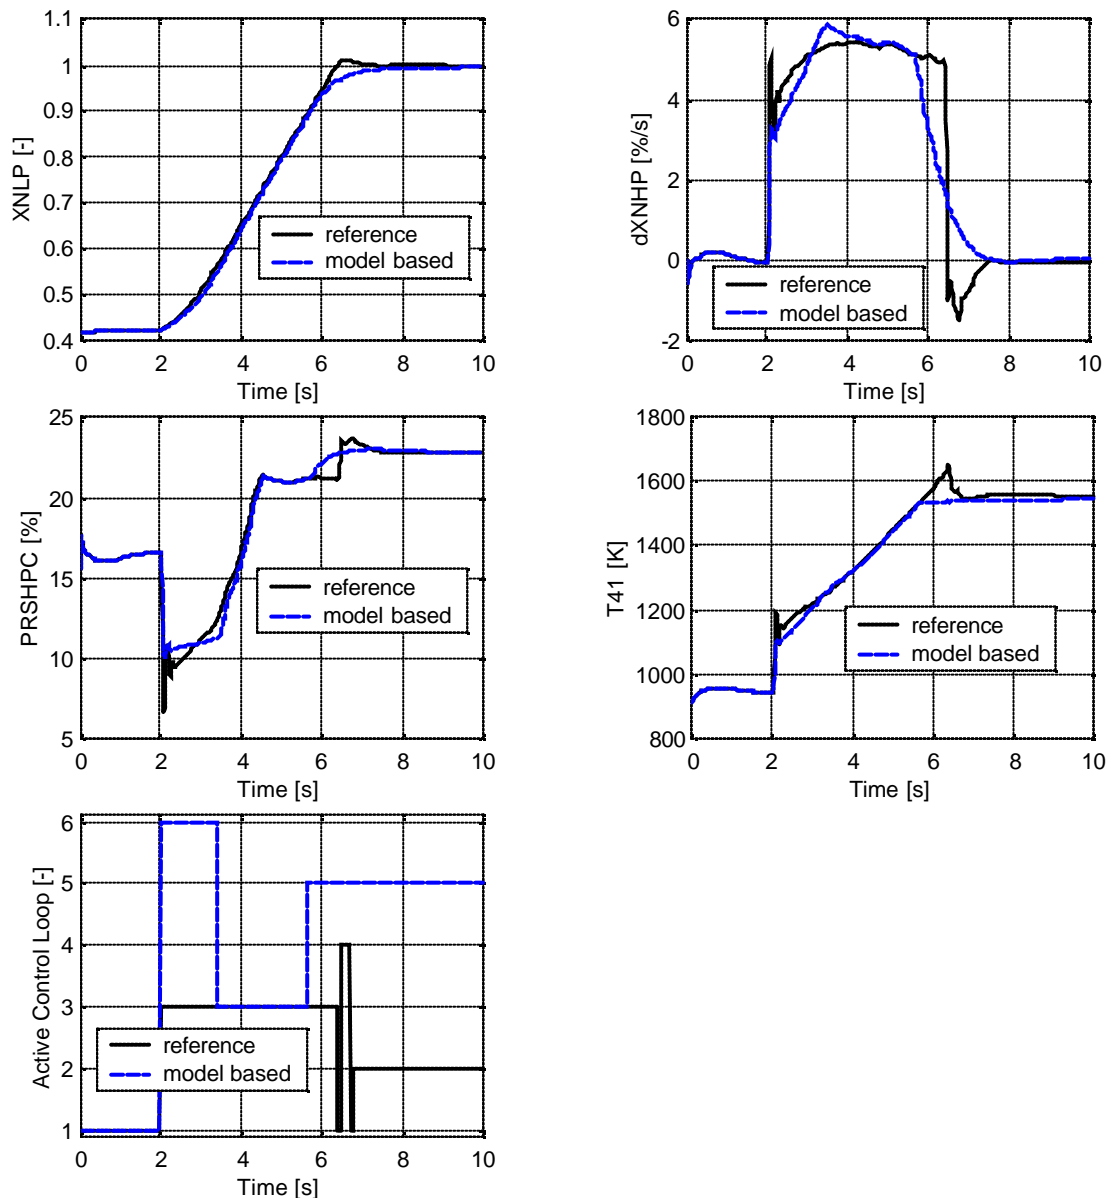 XNLP [-]
1.1
1
0.9
0.8
0.7
0.6
0.5
0.4
reference
model based
0 2 4 6 8 10
Time [s]
dXNHP [%/s]
6
4
2
0
-2
reference
model based
0 2 4 6 8 10
Time [s]
PRSHPC [%]
25
20
15
10
5
reference
model based
0 2 4 6 8 10
Time [s]
T41 [K]
1800
1600
1400
1200
1000
800
reference
model based
0 2 4 6 8 10
Time [s]
Active Control Loop [-]
6
5
4
3
2
1
reference
model based
0 2 4 6 8 10
Time [s]